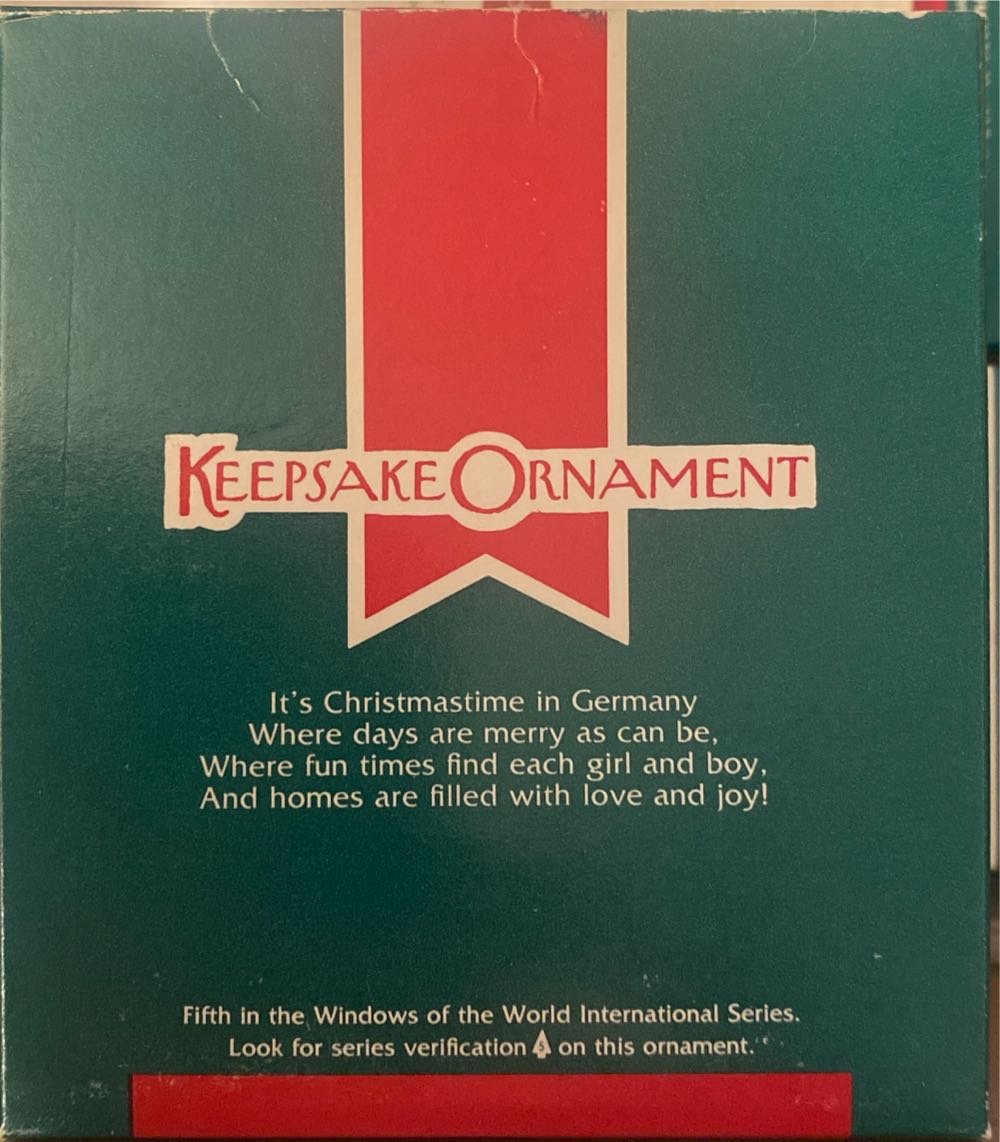 KEEPSAKE ORNAMENT
It's Christmastime in Germany
Where days are merry as can be,
Where fun times find each girl and boy,
And homes are filled with love and joy!
Fifth in the Windows of the World International Series.
Look for series verification 5 on this ornament.